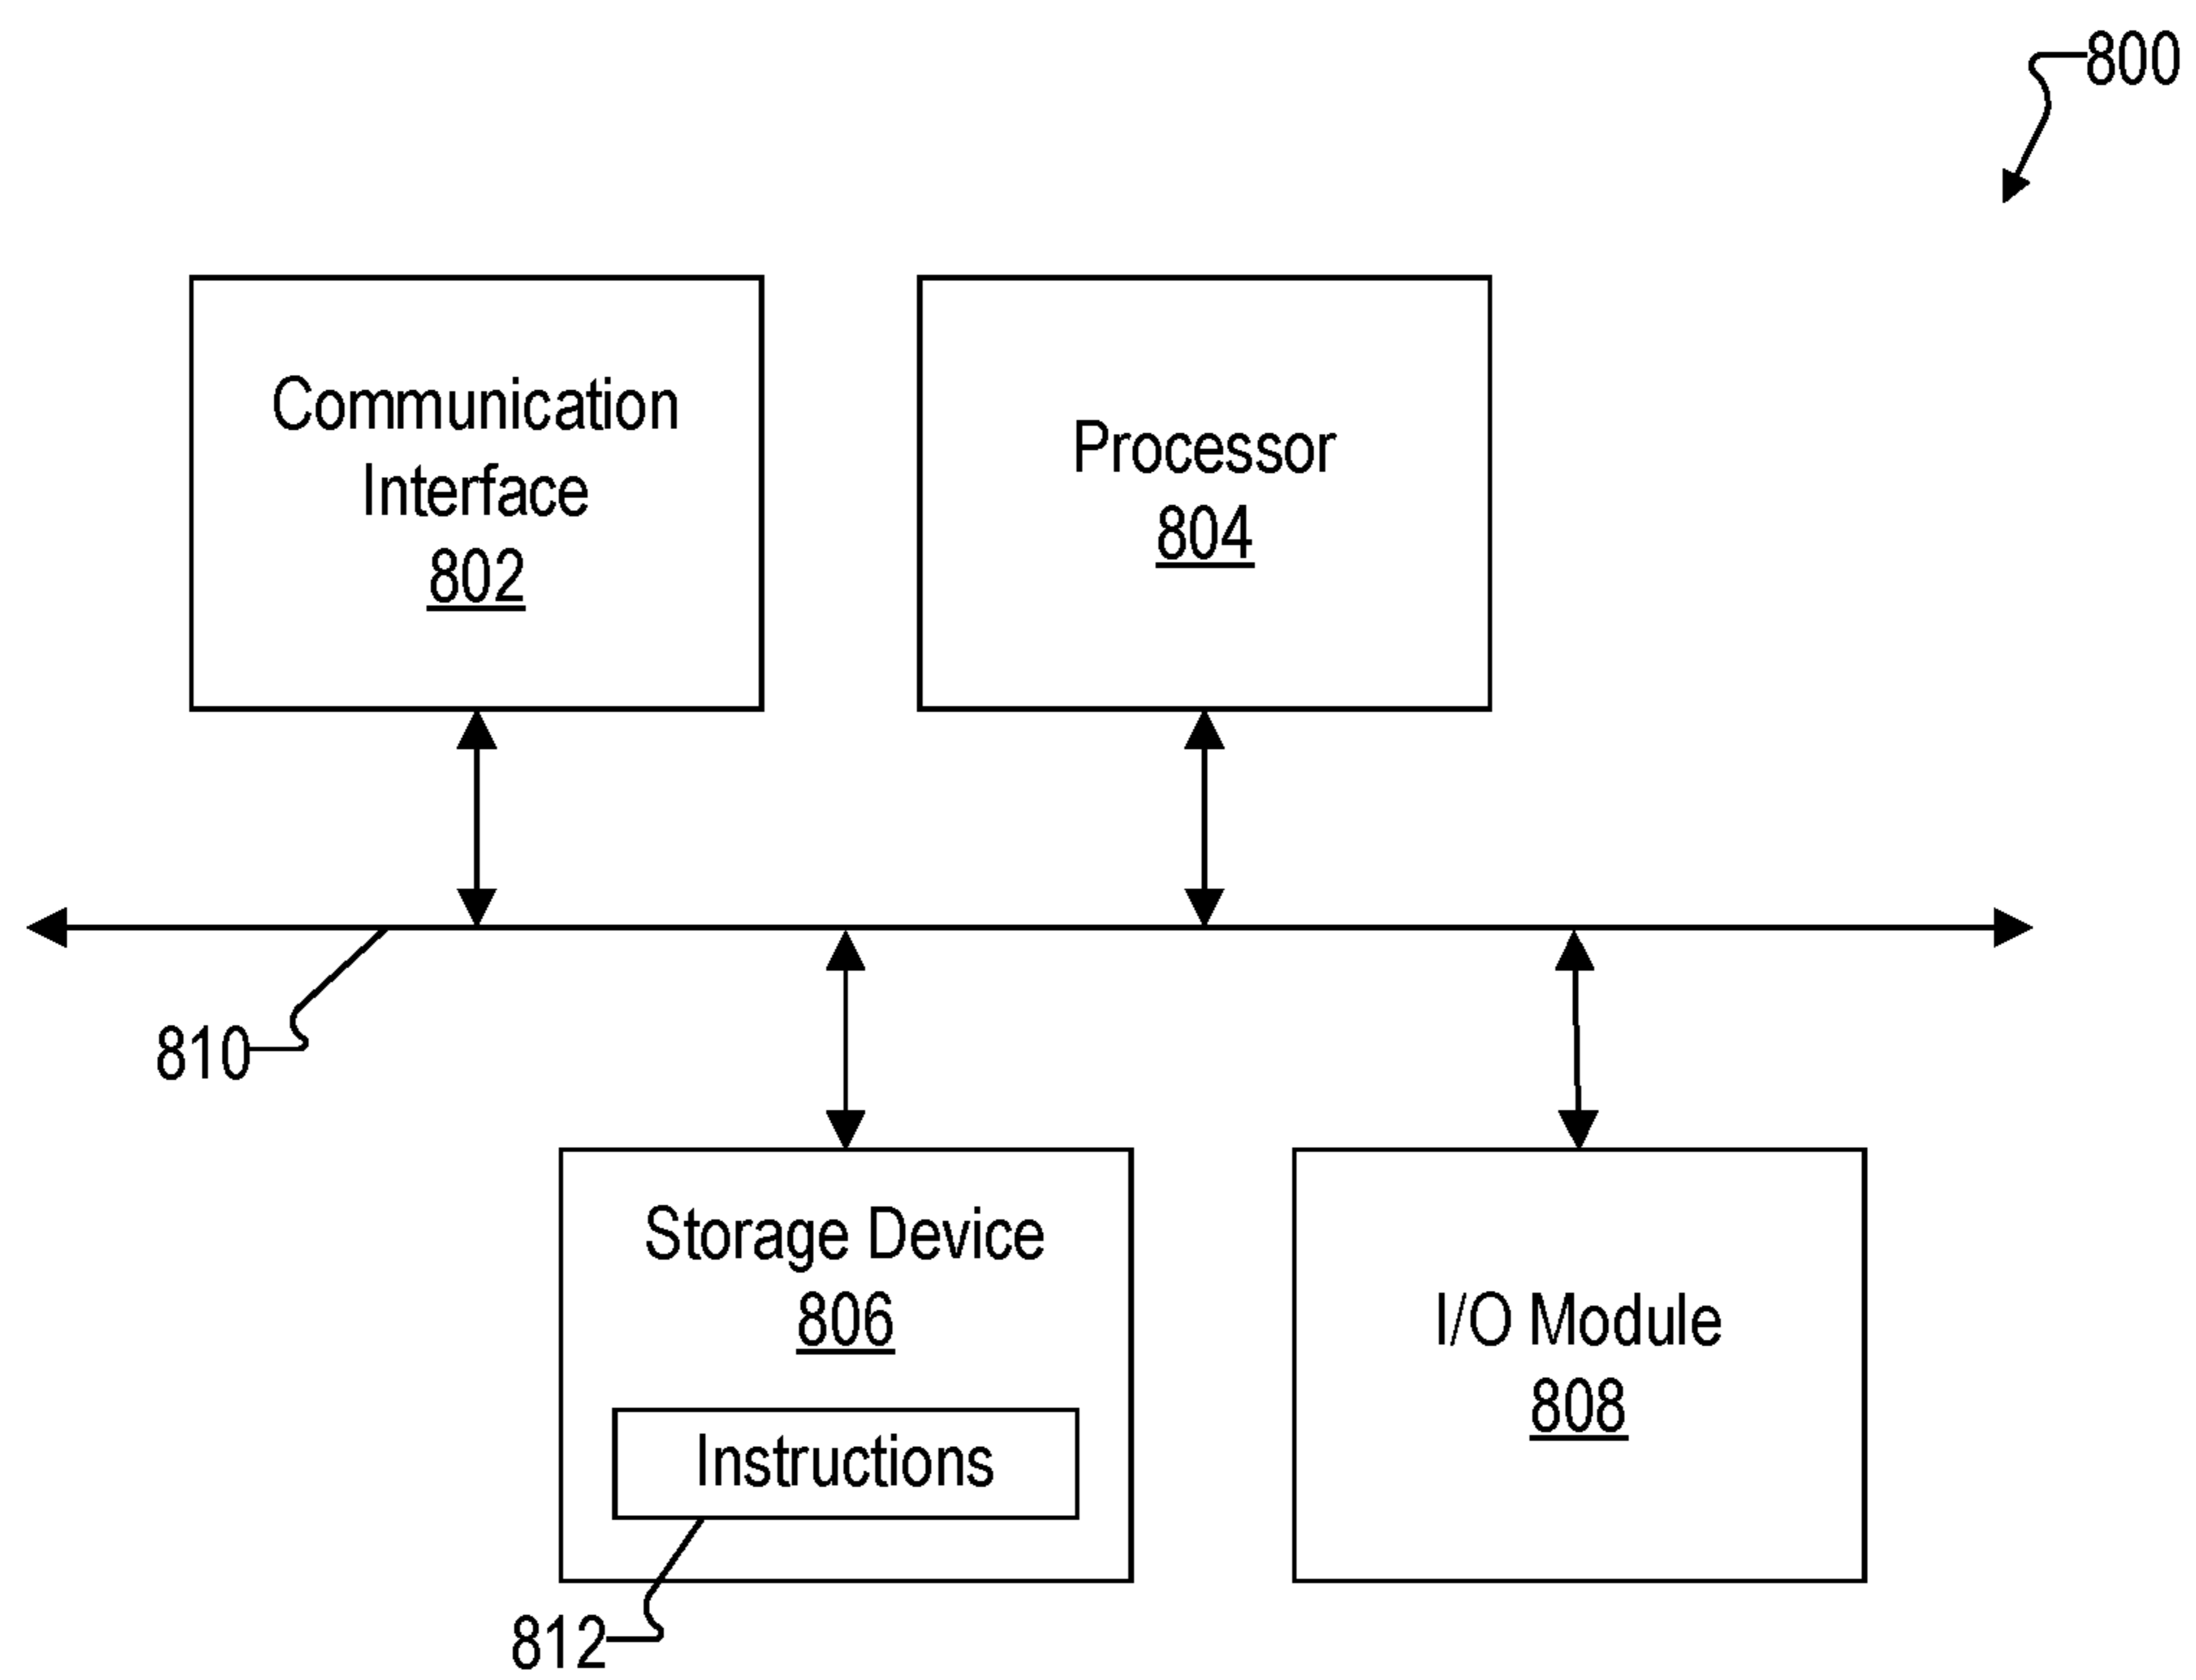 800
Communication
Interface
802
Processor
804
810
Storage Device
806
Instructions
812
I/O Module
808